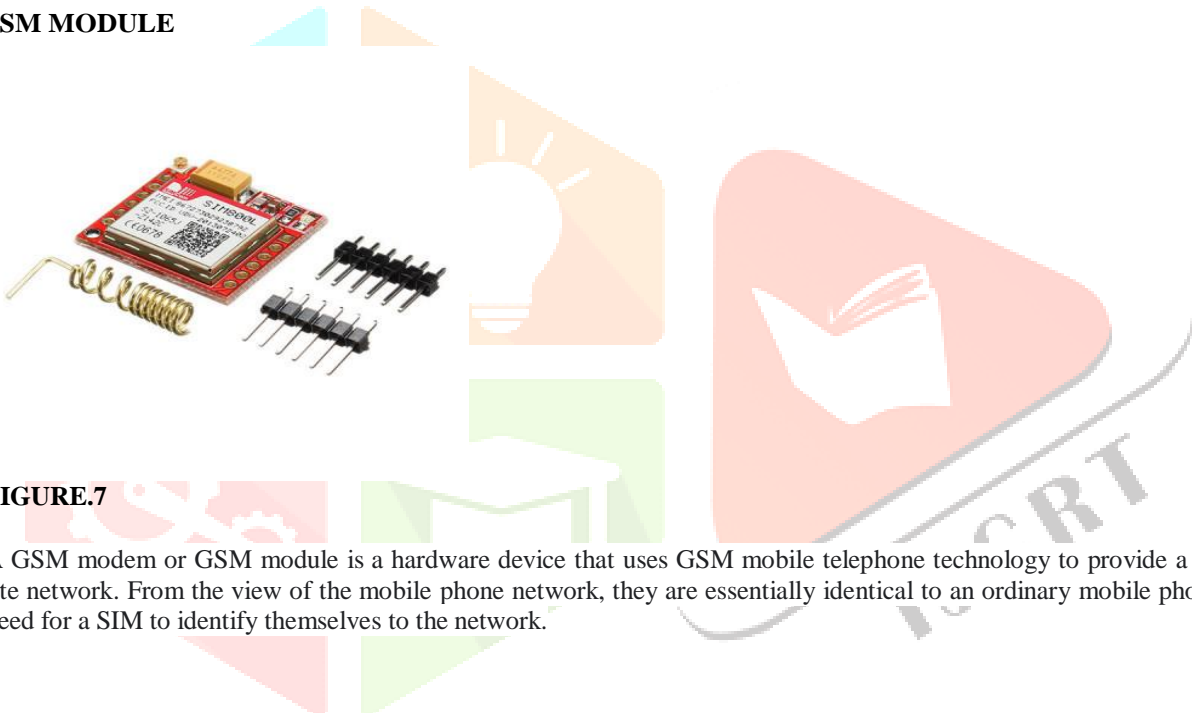 SM MODULE
SIM800L
IGURE.7
GSM modem or GSM module is a hardware device that uses GSM mobile telephone technology to provide a
te network. From the view of the mobile phone network, they are essentially identical to an ordinary mobile pho
eed for a SIM to identify themselves to the network.